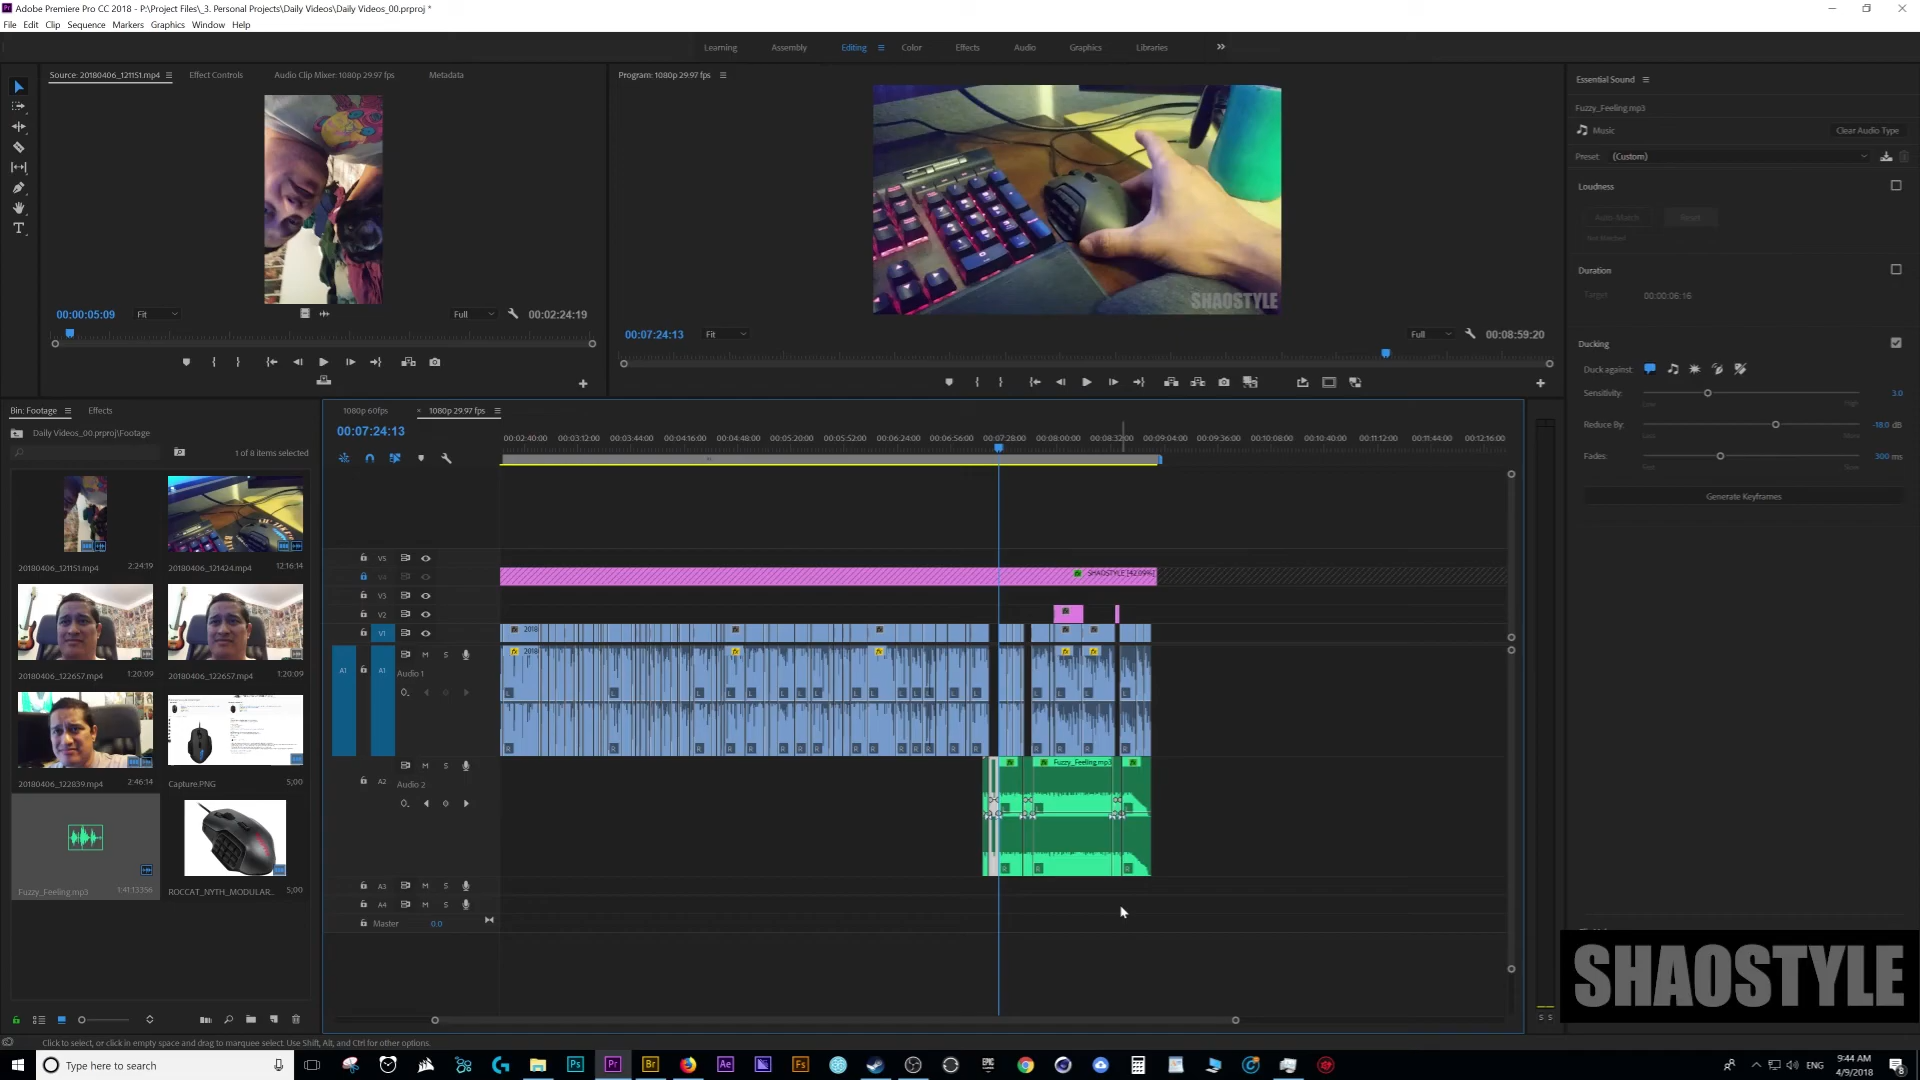 Adobe Premiere Pro CC 2018 - P:\Project Files\_3. Personal Projects\Daily Videos\Daily Videos_00.prproj *
File Edit Clip Sequence Markers Graphics Window Help
Learning Assembly Editing Color Effects Audio Graphics Libraries
Source: 20180406_121151.mp4 Effect Controls Audio Clip Mixer: 1080p 29.97 fps Metadata
Program: 1080p 29.97 fps
Essential Sound
Fuzzy_Feeling.mp3
Music Clear Audio Type
Preset: (Custom)
Loudness
Auto-Match Reset
Duration
Target: 00:00:06:16
SHAOSTYLE
00:00:05:09 Fit Full 00:02:24:19
00:07:24:13 Fit Full 00:08:59:20
Ducking
Duck against:
Sensitivity: 3.0
Reduce By: -18.0 dB
Fades: 300 ms
Generate Keyframes
Bin: Footage Effects
Daily Videos_00.prproj\Footage
1 of 8 items selected
20180406_121151.mp4 2:24:19
20180406_121424.mp4 12:16:14
20180406_122657.mp4 1:20:09
20180406_122657.mp4 1:20:09
20180406_122839.mp4 2:46:14
Capture.PNG 5;00
Fuzzy_Feeling.mp3 1:41:13356
ROCCAT_NYTH_MODULAR... 5;00
1080p 60fps 1080p 29.97 fps
00:07:24:13
00:02:40:00 00:03:12:00 00:03:44:00 00:04:16:00 00:04:48:00 00:05:20:00 00:05:52:00 00:06:24:00 00:06:56:00 00:07:28:00 00:08:00:00 00:08:32:00 00:09:04:00 00:09:36:00 00:10:08:00 00:10:40:00 00:11:12:00 00:11:44:00 00:12:16:00
V5
V4 SHAOSTYLE [42.09%]
V3
V2
V1 2018
A1 A1 M S 2018
Audio 1
A2 M S Fuzzy_Feeling.mp3
Audio 2
A3 M S
A4 M S
Master 0.0
S S
SHAOSTYLE
Click to select, or click in empty space and drag to marquee select. Use Shift, Alt, and Ctrl for other options.
Type here to search
Ps Pr Br Ae Fs
EPIC GAMES
ENG
9:44 AM
4/9/2018
8